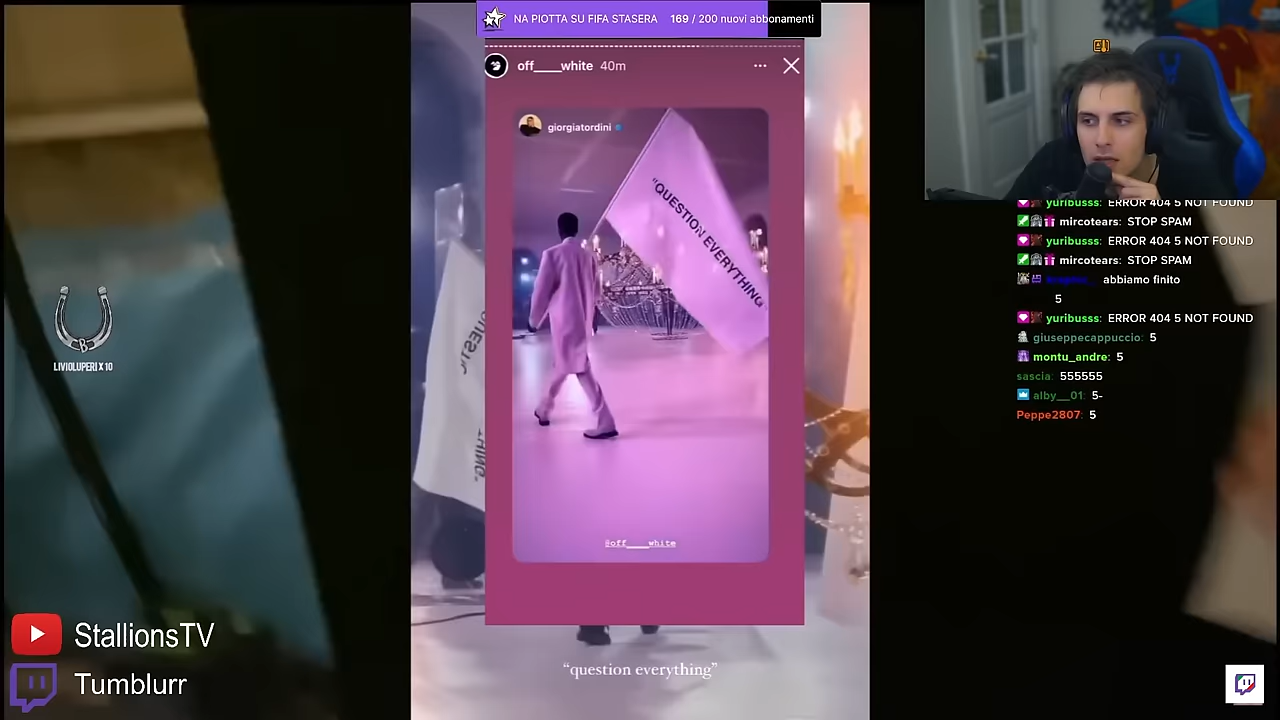 NA PIOTTA SU FIFA STASERA 169 / 200 nuovi abbonamenti
off____white 40m
giorgiatordini
"QUESTION EVERYTHING"
@off____white
"question everything"
LIVIOLUPERI X 10
StallionsTV
Tumblurr
yuribusss: ERROR 404 5 NOT FOUND
mircotears: STOP SPAM
yuribusss: ERROR 404 5 NOT FOUND
mircotears: STOP SPAM
abbiamo finito
5
yuribusss: ERROR 404 5 NOT FOUND
giuseppecappuccio: 5
montu_andre: 5
sascia: 555555
alby__01: 5-
Peppe2807: 5